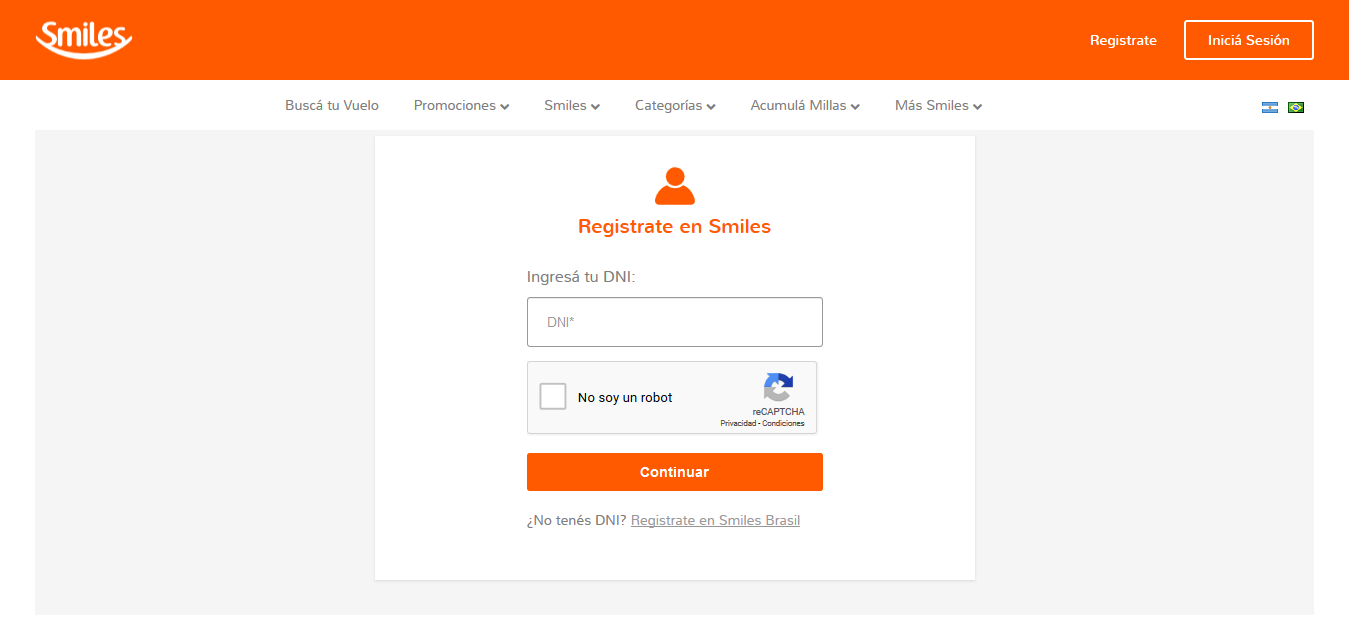 Smiles
Registrate
Iniciá Sesión
Buscá tu Vuelo
Promociones
Smiles
Categorías
Acumulá Millas
Más Smiles
Registrate en Smiles
Ingresá tu DNI:
DNI*
No soy un robot
reCAPTCHA
Privacidad - Condiciones
Continuar
¿No tenés DNI? Registrate en Smiles Brasil